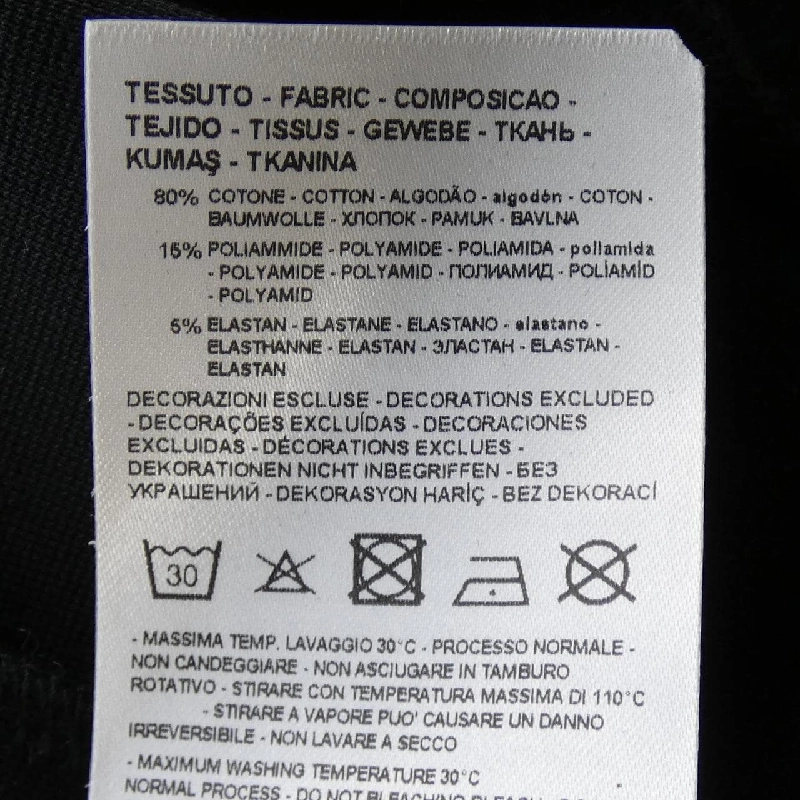 TESSUTO - FABRIC - COMPOSICAO -
TEJIDO - TISSUS - GEWEBE - ТКАНЬ -
KUMAŞ - TKANINA
80% COTONE - COTTON - ALGODÃO - algodón - COTON -
BAUMWOLLE - ХЛОПОК - PAMUK - BAVLNA
15% POLIAMMIDE - POLYAMIDE - POLIAMIDA - poliamida
- POLYAMIDE - POLYAMID - ПОЛИАМИД - POLİAMİD
- POLYAMID
5% ELASTAN - ELASTANE - ELASTANO - elastano -
ELASTHANNE - ELASTAN - ЭЛАСТАН - ELASTAN -
ELASTAN
DECORAZIONI ESCLUSE - DECORATIONS EXCLUDED
- DECORAÇÕES EXCLUÍDAS - DECORACIONES
EXCLUIDAS - DÉCORATIONS EXCLUES -
DEKORATIONEN NICHT INBEGRIFFEN - БЕЗ
УКРАШЕНИЙ - DEKORASYON HARİÇ - BEZ DEKORACÍ
30
- MASSIMA TEMP. LAVAGGIO 30°C - PROCESSO NORMALE -
NON CANDEGGIARE - NON ASCIUGARE IN TAMBURO
ROTATIVO - STIRARE CON TEMPERATURA MASSIMA DI 110°C
- STIRARE A VAPORE PUO' CAUSARE UN DANNO
IRREVERSIBILE - NON LAVARE A SECCO
- MAXIMUM WASHING TEMPERATURE 30°C
NORMAL PROCESS - DO NOT BLEACHING